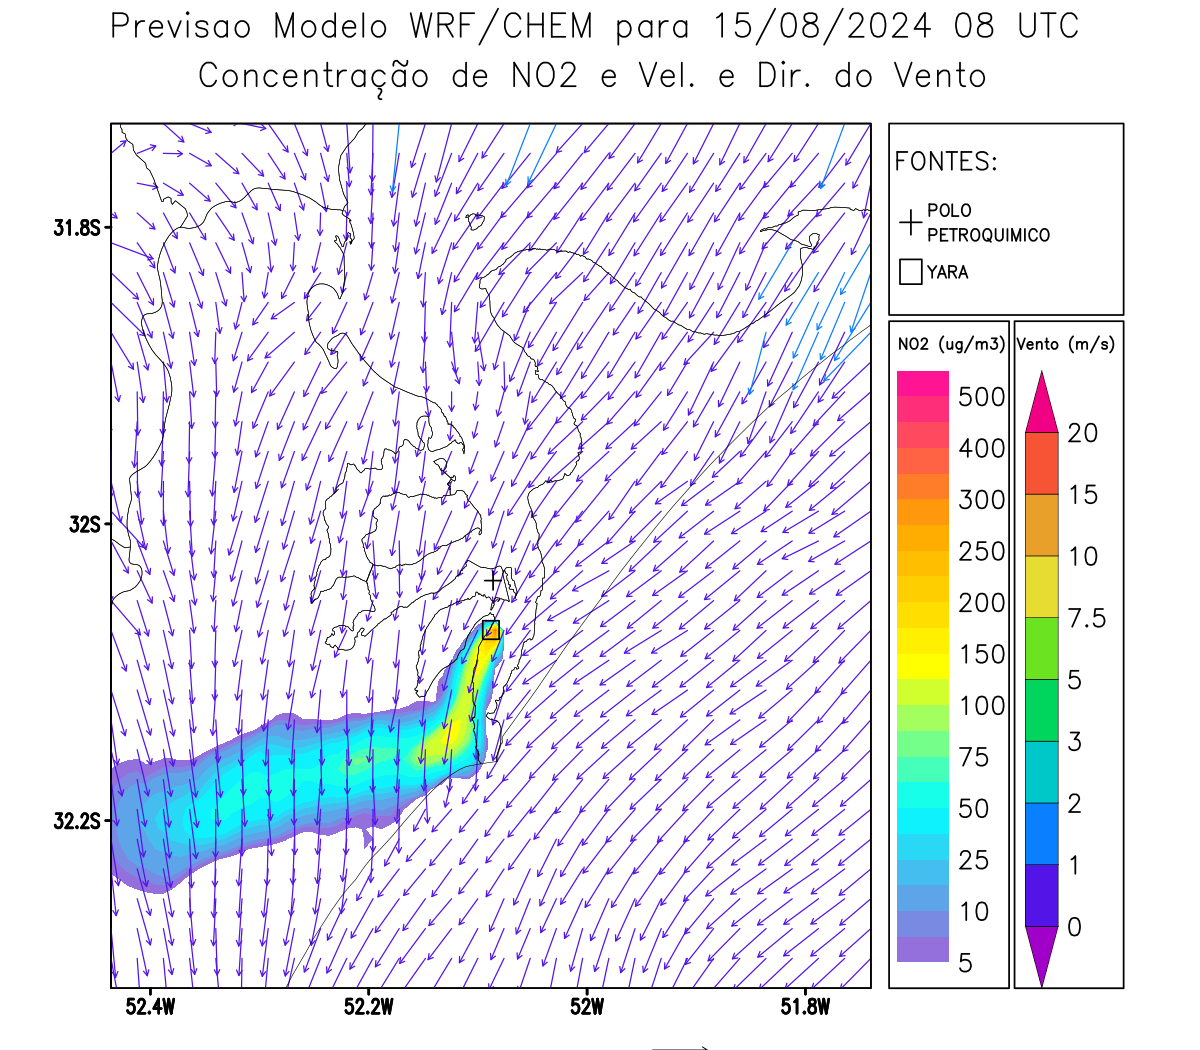 Previsao Modelo WRF/CHEM para 15/08/2024 08 UTC
Concentração de NO2 e Vel. e Dir. do Vento
FONTES:
POLO
PETROQUIMICO
YARA
NO2 (ug/m3)
500
400
300
250
200
150
100
75
50
25
10
5
Vento (m/s)
20
15
10
7.5
5
3
2
1
0
31.8S
32S
32.2S
52.4W
52.2W
52W
51.8W